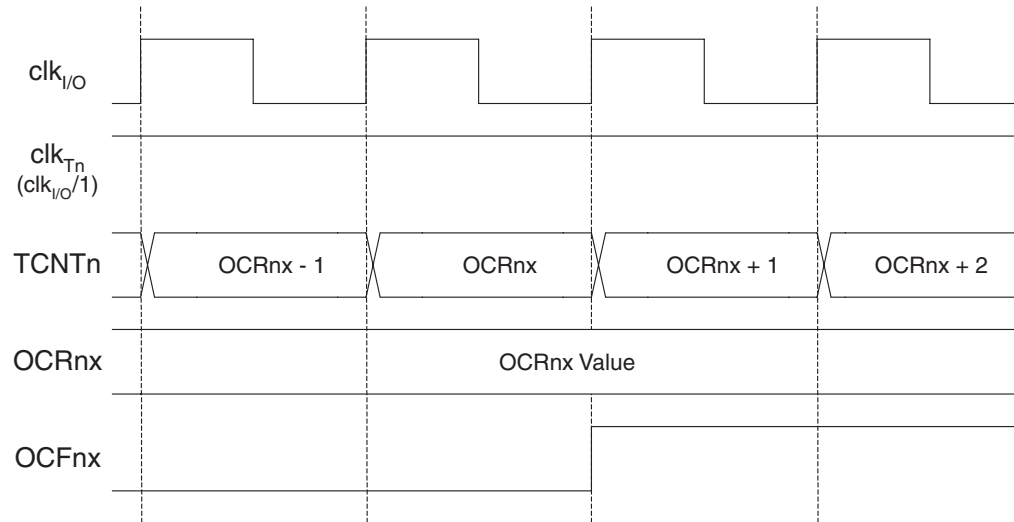 clkI/O
clkTn
(clkI/O/1)
TCNTn OCRnx - 1 OCRnx OCRnx + 1 OCRnx + 2
OCRnx OCRnx Value
OCFnx